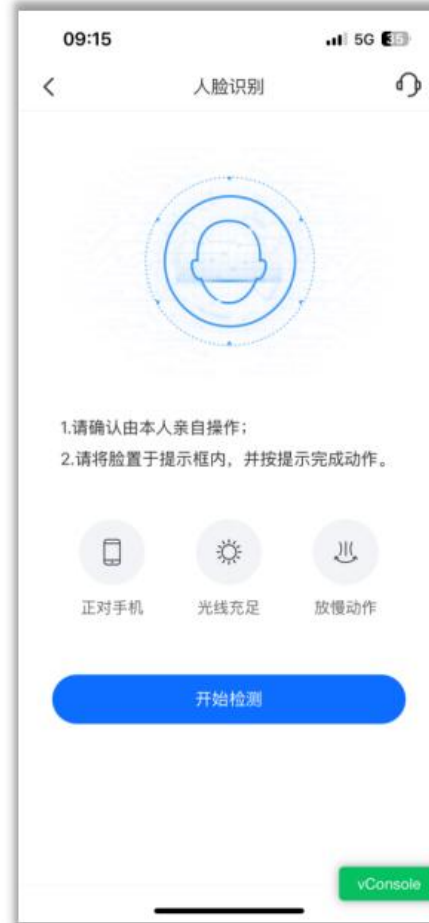 09:15
5G 35
人脸识别
1.请确认由本人亲自操作；
2.请将脸置于提示框内，并按提示完成动作。
正对手机 光线充足 放慢动作
开始检测
vConsole